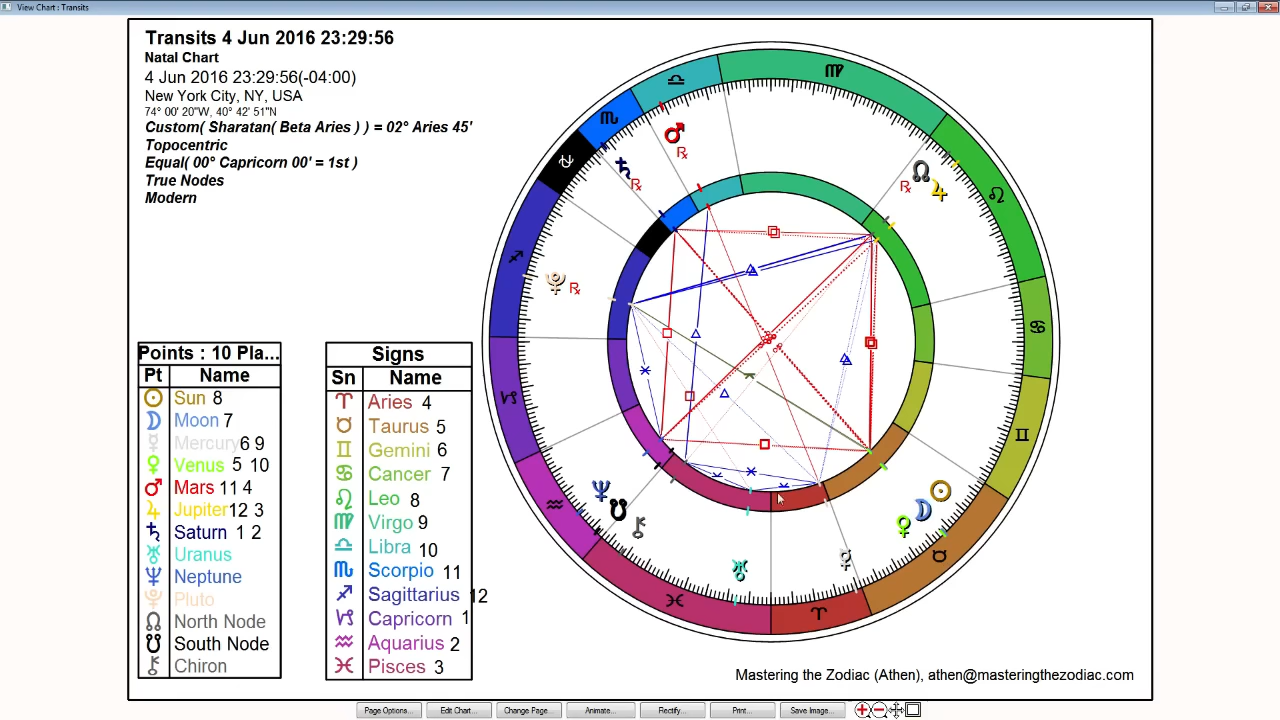 View Chart : Transits
Transits 4 Jun 2016 23:29:56
Natal Chart
4 Jun 2016 23:29:56(-04:00)
New York City, NY, USA
74° 00' 20"W, 40° 42' 51"N
Custom( Sharatan( Beta Aries ) ) = 02° Aries 45'
Topocentric
Equal( 00° Capricorn 00' = 1st )
True Nodes
Modern
Points : 10 Pla...
Pt Name
☉ Sun 8
☽ Moon 7
☿ Mercury 6 9
♀ Venus 5 10
♂ Mars 11 4
♃ Jupiter 12 3
♄ Saturn 1 2
♅ Uranus
♆ Neptune
Pluto
☊ North Node
☋ South Node
⚷ Chiron
Signs
Sn Name
♈ Aries 4
♉ Taurus 5
♊ Gemini 6
♋ Cancer 7
♌ Leo 8
♍ Virgo 9
♎ Libra 10
♏ Scorpio 11
♐ Sagittarius 12
♑ Capricorn 1
♒ Aquarius 2
♓ Pisces 3
℞
℞
℞
℞
Mastering the Zodiac (Athen), athen@masteringthezodiac.com
Page Options... Edit Chart... Change Page... Animate... Rectify... Print... Save Image...